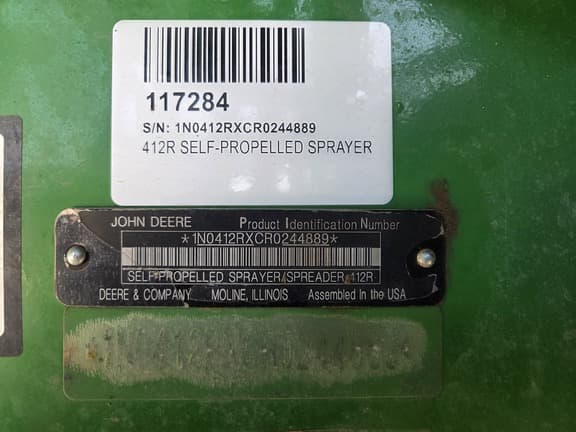 117284
S/N: 1N0412RXCR0244889
412R SELF-PROPELLED SPRAYER
JOHN DEERE Product Identification Number
*1N0412RXCR0244889*
SELF-PROPELLED SPRAYER/SPREADER 412R
DEERE & COMPANY MOLINE, ILLINOIS Assembled in the USA